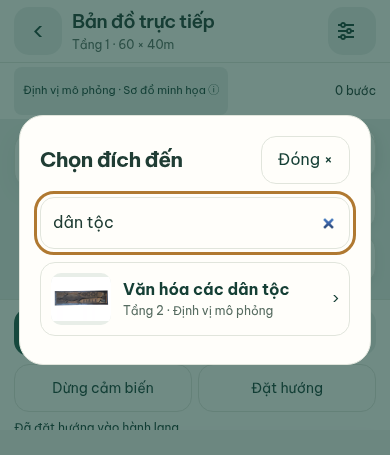 Bản đồ trực tiếp
Tầng 1 · 60 × 40m
Định vị mô phỏng · Sơ đồ minh họa ⓘ
0 bước
Chọn đích đến
Đóng ×
dân tộc
Văn hóa các dân tộc
Tầng 2 · Định vị mô phỏng
Dừng cảm biến
Đặt hướng
Đã đặt hướng vào hành lang